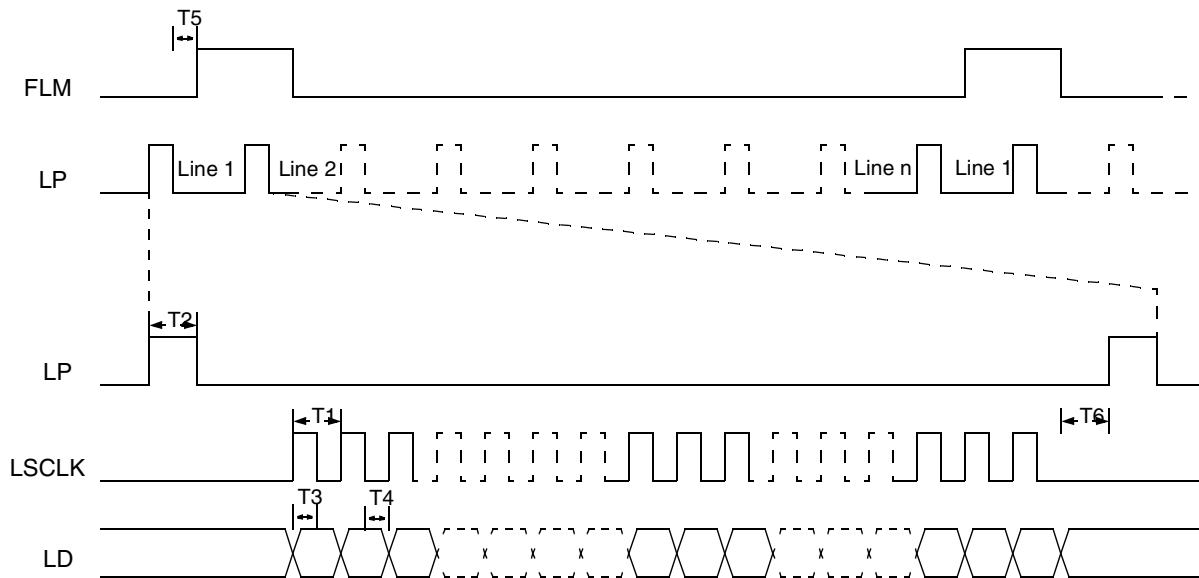 T5
FLM
Line 1 Line 2 Line n Line 1
LP
T2
LP
T1 T6
LSCLK
T3 T4
LD